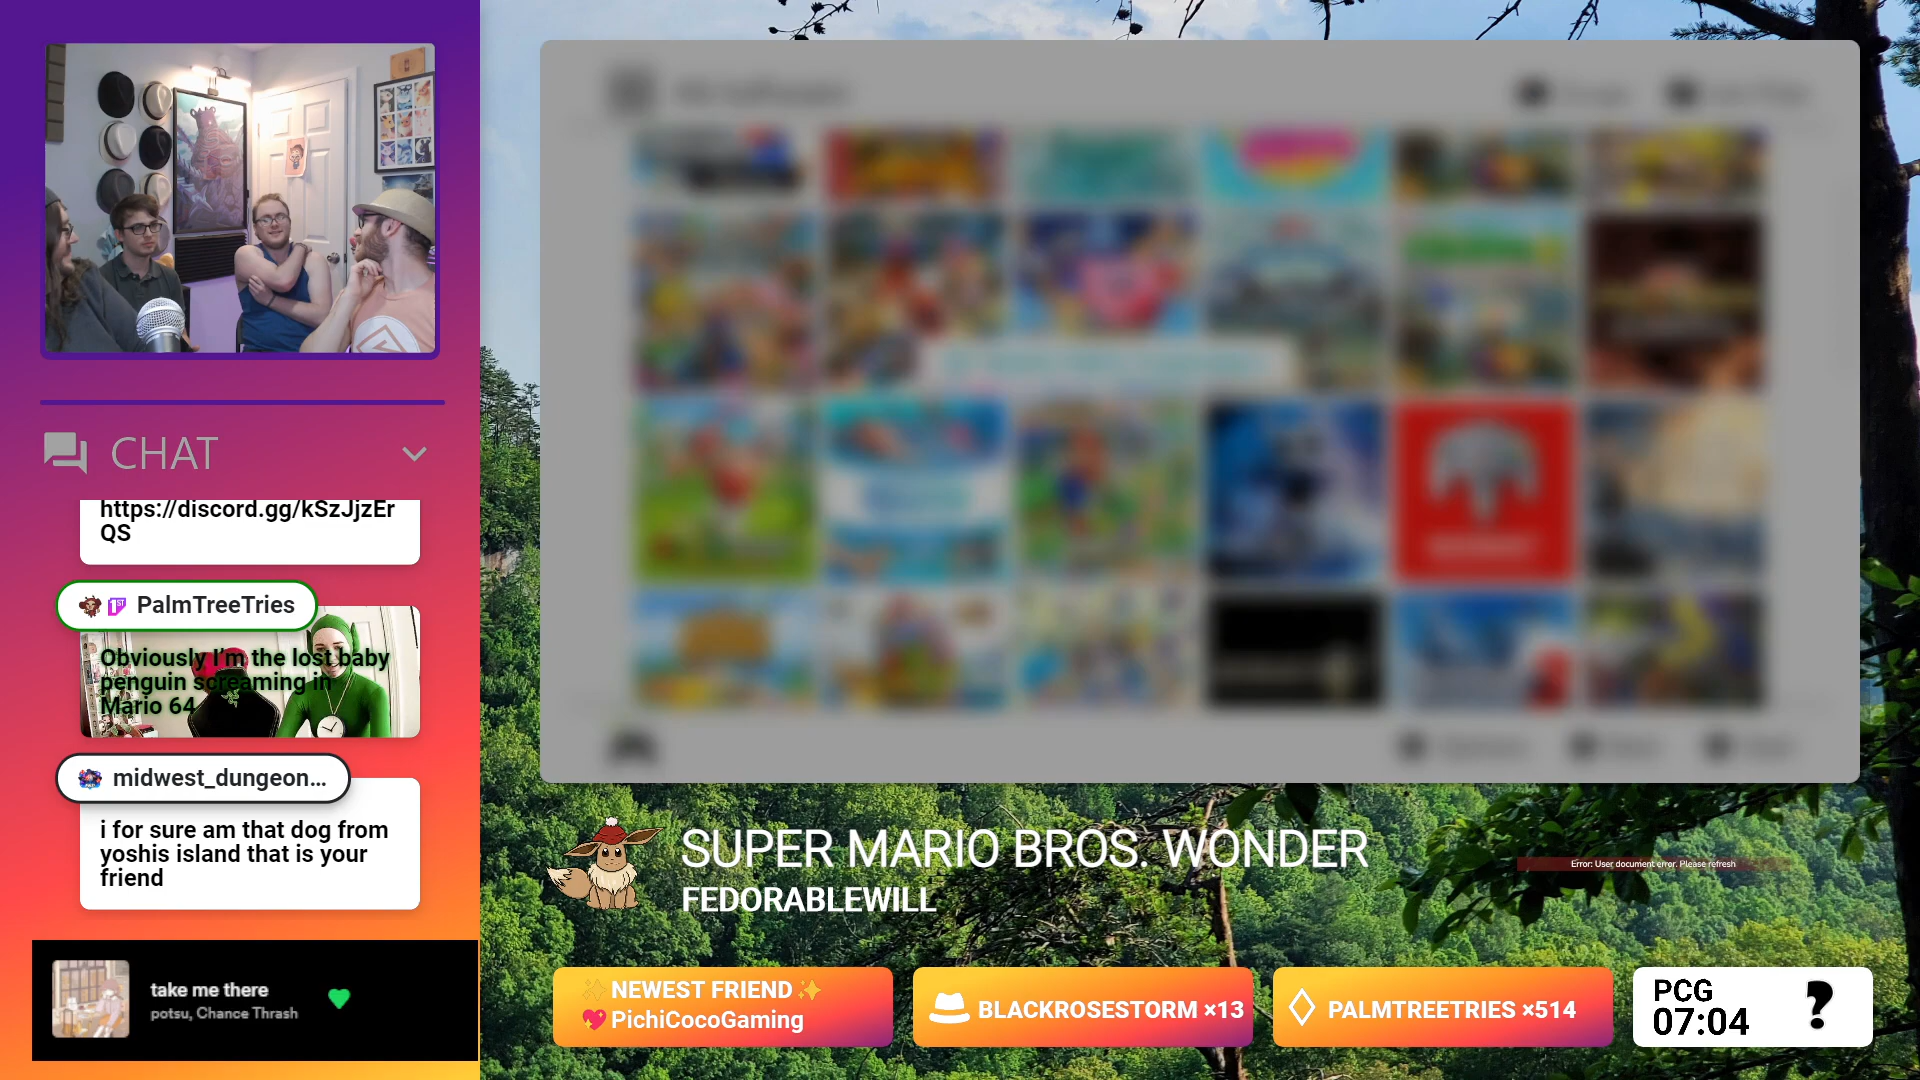 CHAT
https://discord.gg/kSzJjzEr
QS
PalmTreeTries
Obviously I'm the lost baby
penguin screaming in
Mario 64
midwest_dungeon...
i for sure am that dog from
yoshis island that is your
friend
take me there
potsu, Chance Thrash
SUPER MARIO BROS. WONDER
FEDORABLEWILL
Error: User document error. Please refresh
NEWEST FRIEND
PichiCocoGaming
BLACKROSESTORM ×13
PALMTREETRIES ×514
PCG
07:04
?